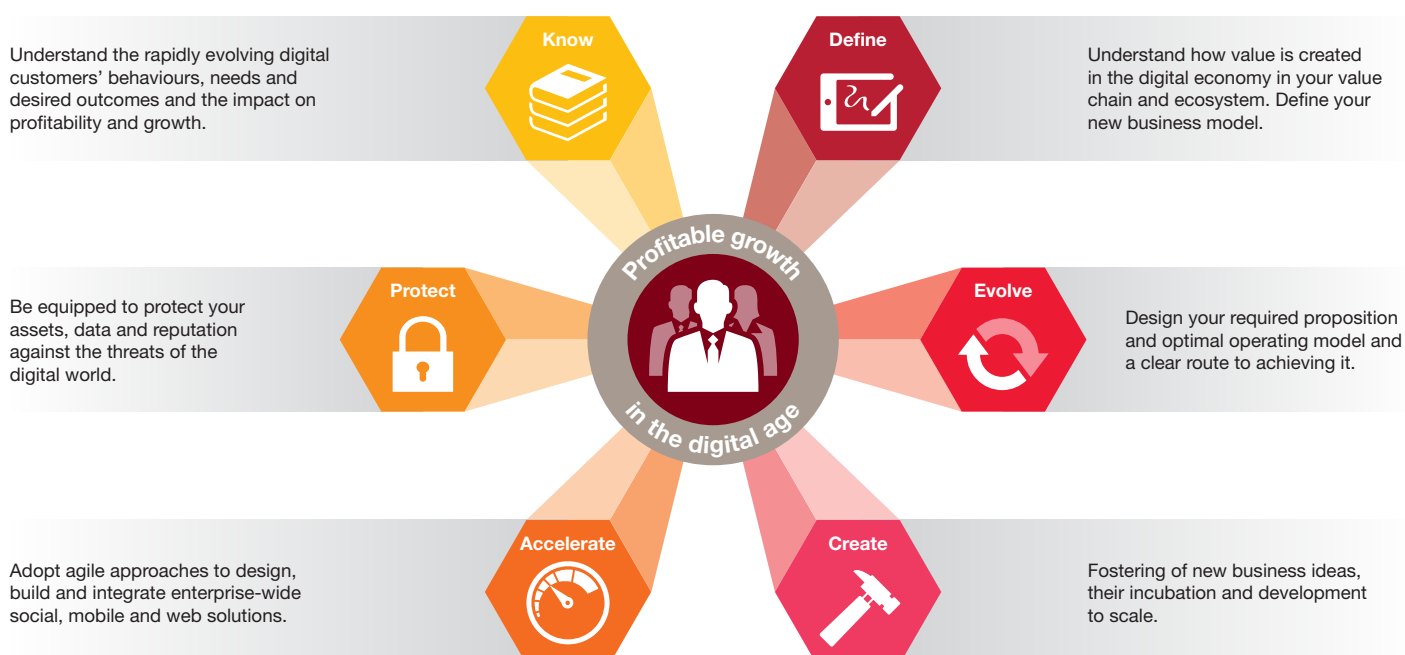 Know
Understand the rapidly evolving digital
customers’ behaviours, needs and
desired outcomes and the impact on
profitability and growth.
Define
Understand how value is created
in the digital economy in your value
chain and ecosystem. Define your
new business model.
Profitable growth
in the digital age
Protect
Be equipped to protect your
assets, data and reputation
against the threats of the
digital world.
Evolve
Design your required proposition
and optimal operating model and
a clear route to achieving it.
Accelerate
Adopt agile approaches to design,
build and integrate enterprise-wide
social, mobile and web solutions.
Create
Fostering of new business ideas,
their incubation and development
to scale.